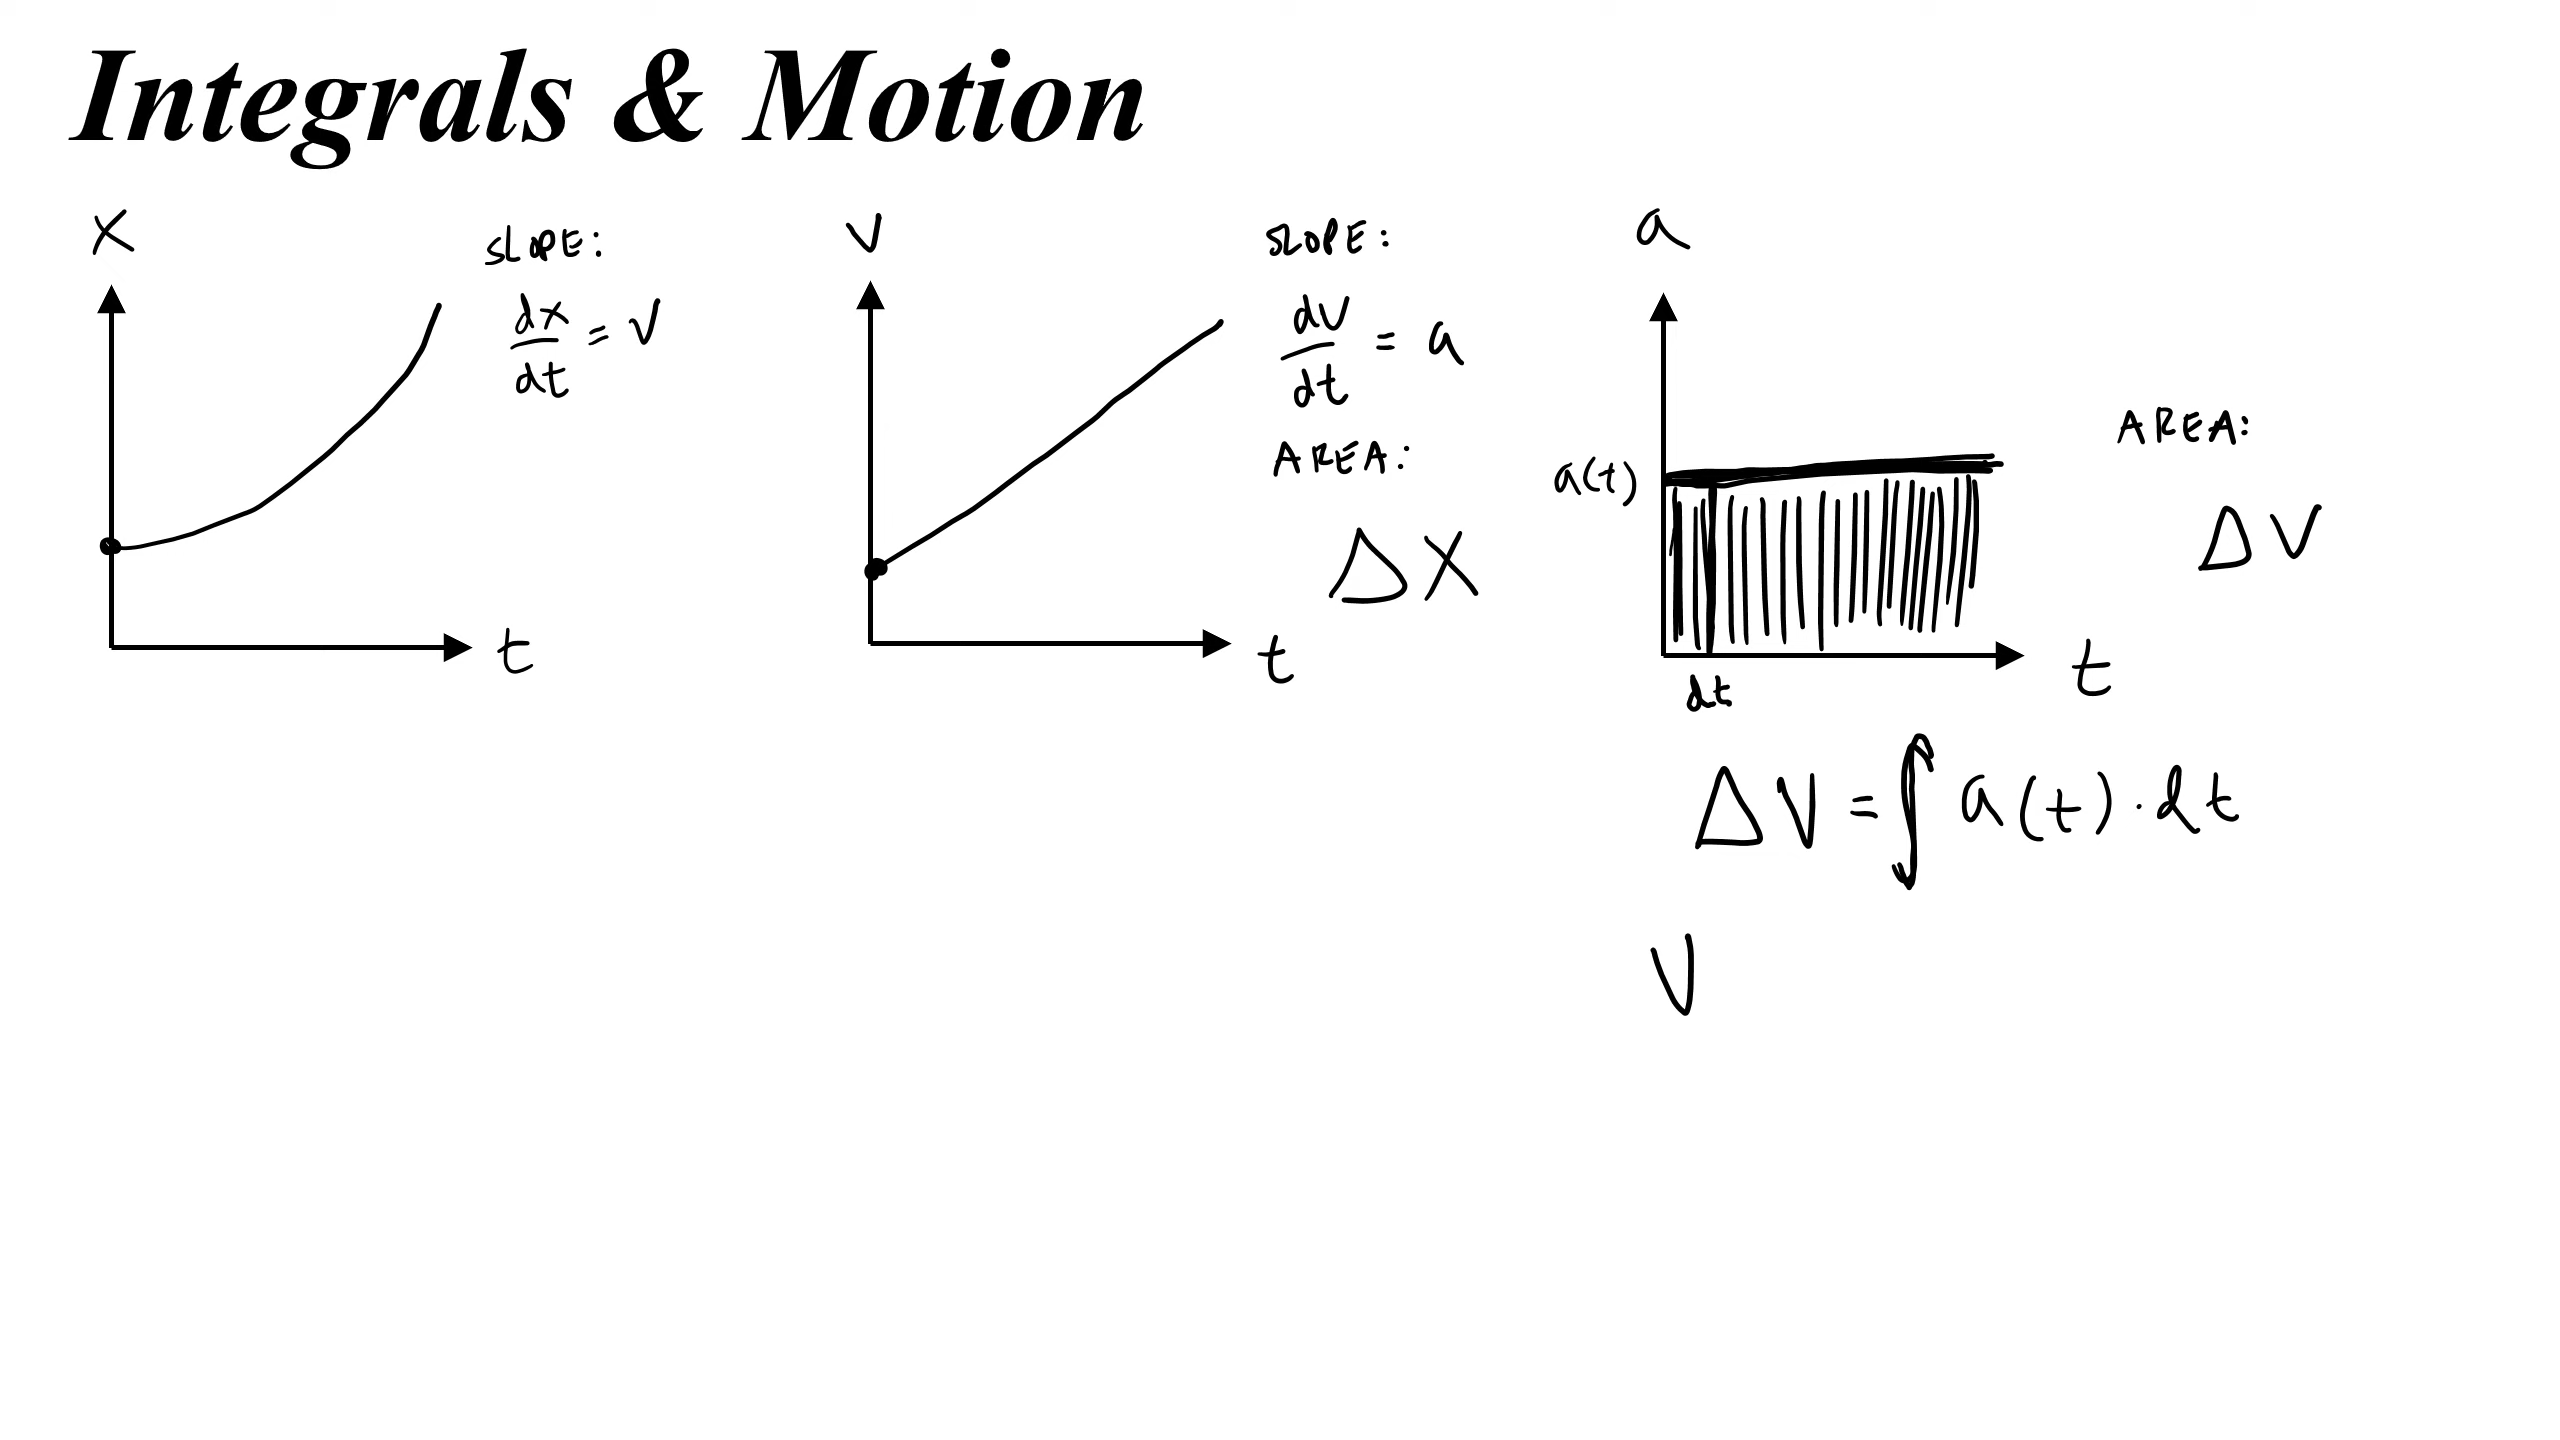 Integrals & Motion
x
SLOPE:
dx/dt = v
t
v
SLOPE:
dv/dt = a
AREA:
Δx
t
a
a(t)
AREA:
Δv
dt
t
Δv = ∫ a(t) · dt
v